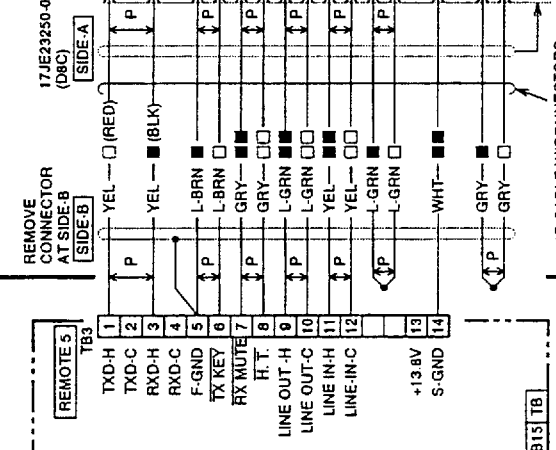 17JE23250-0
(D8C)
SIDE-A
P
P
P
P
P
P
P
(RED)
(BLK)
YEL
YEL
L-BRN
L-BRN
GRY
GRY
L-GRN
L-GRN
YEL
YEL
L-GRN
L-GRN
WHT
GRY
GRY
REMOVE
CONNECTOR
AT SIDE-B
SIDE-B
P
P
P
P
P
P
P
REMOTE 5
TB3
1
2
3
4
5
6
7
8
9
10
11
12
13
14
TXD-H
TXD-C
RXD-H
RXD-C
F-GND
TX KEY
RX MUTE
H. T.
LINE OUT -H
LINE OUT-C
LINE IN-H
LINE-IN-C
+13.8V
S-GND
TB
B15